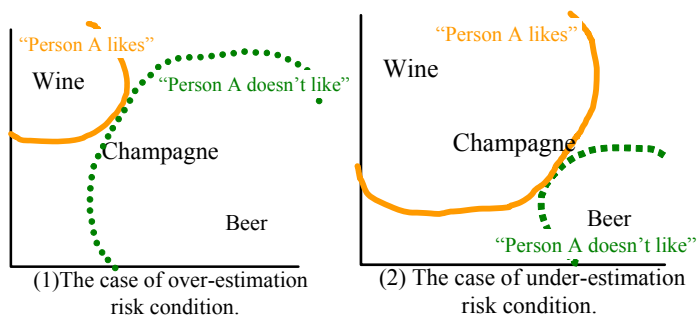 “Person A likes”
Wine
“Person A doesn’t like”
Champagne
Beer
(1)The case of over-estimation
risk condition.
“Person A likes”
Wine
Champagne
Beer
“Person A doesn’t like”
(2) The case of under-estimation
risk condition.